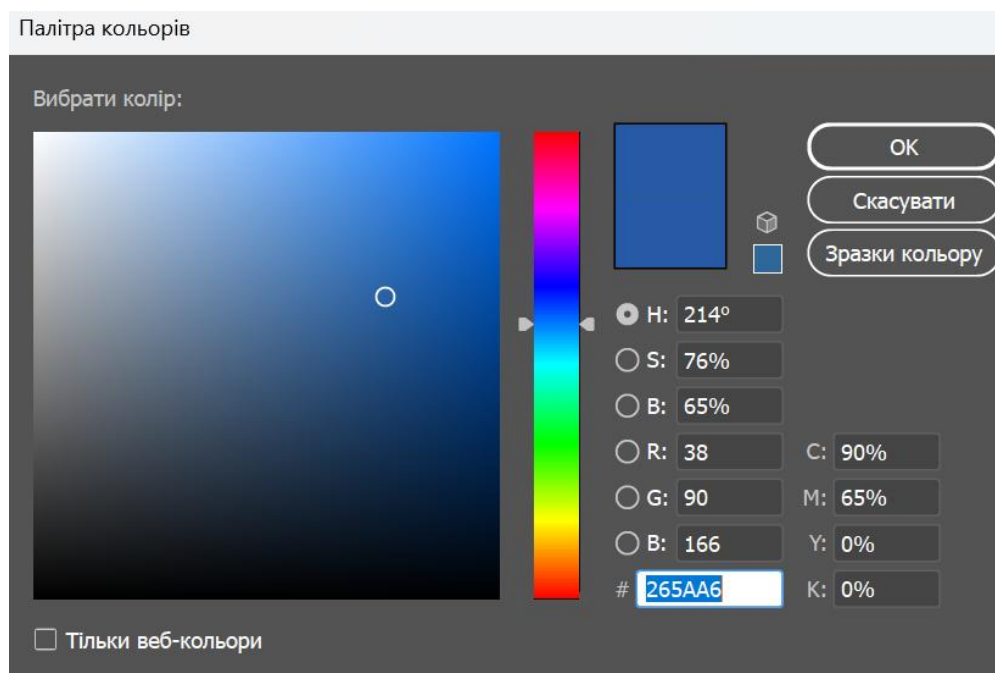 Палітра кольорів
Вибрати колір:
OK
Скасувати
Зразки кольору
H: 214º
S: 76%
B: 65%
R: 38
C: 90%
G: 90
M: 65%
B: 166
Y: 0%
# 265AA6
K: 0%
Тільки веб-кольори